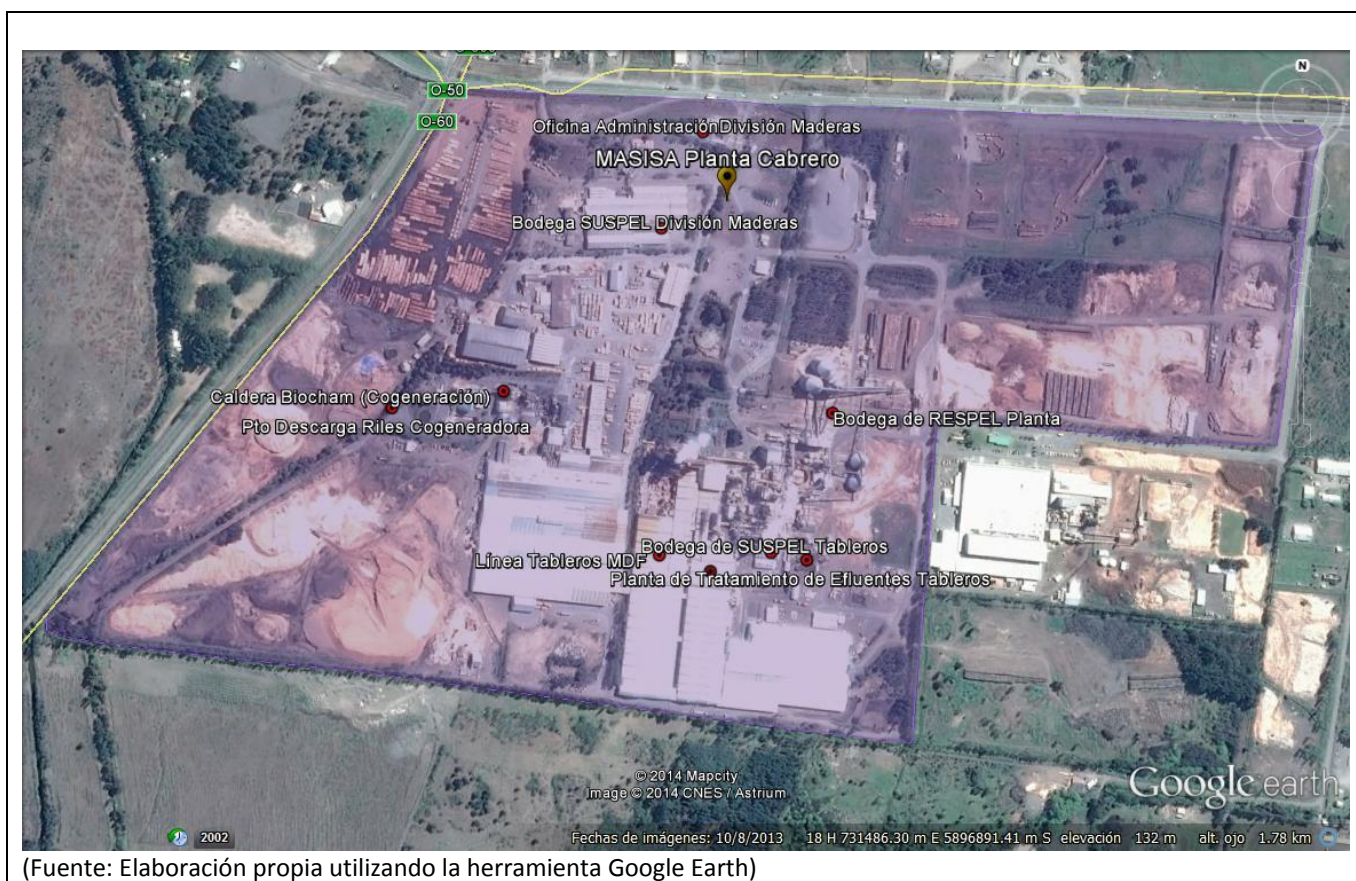 N
O-50
O-60
Oficina AdministraciónDivisión Maderas
MASISA Planta Cabrero
Bodega SUSPEL División Maderas
Caldera Biocham (Cogeneración)
Pto Descarga Riles Cogeneradora
Bodega de RESPEL Planta
Bodega de SUSPEL Tableros
Línea Tableros MDF
Planta de Tratamiento de Efluentes Tableros
© 2014 Mapcity
Image © 2014 CNES / Astrium
Google earth
2002
Fechas de imágenes: 10/8/2013 18 H 731486.30 m E 5896891.41 m S elevación 132 m alt. ojo 1.78 km
(Fuente: Elaboración propia utilizando la herramienta Google Earth)